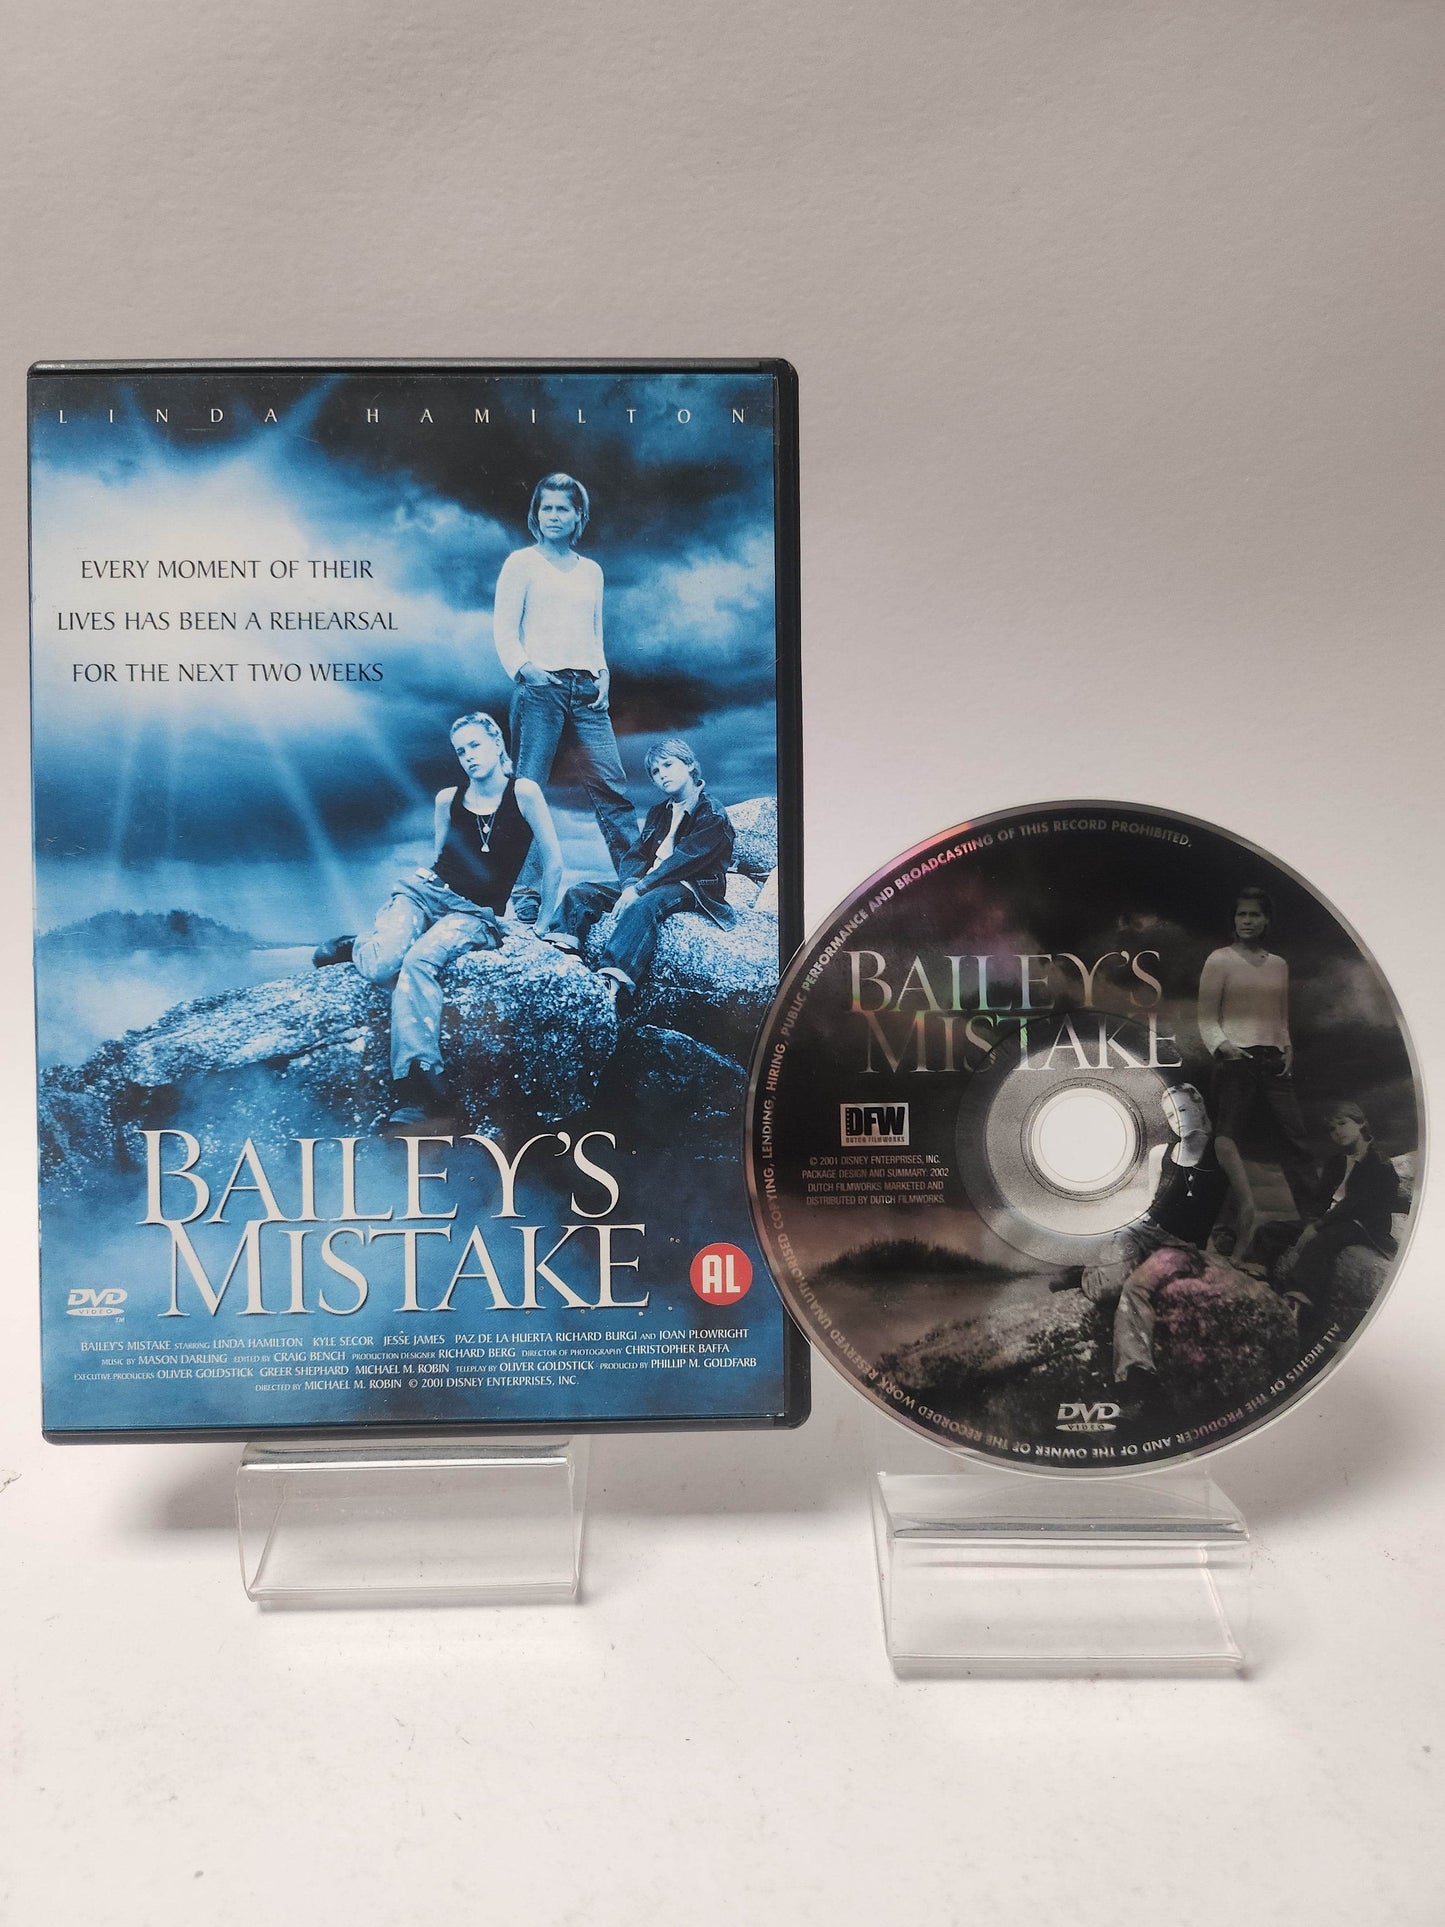 LINDA HAMILTON
EVERY MOMENT OF THEIR
LIVES HAS BEEN A REHEARSAL
FOR THE NEXT TWO WEEKS
BAILEY'S
MISTAKE
DVD
VIDEO
TM
AL
BAILEY'S MISTAKE STARRING LINDA HAMILTON KYLE SECOR JESSE JAMES PAZ DE LA HUERTA RICHARD BURGI AND JOAN PLOWRIGHT
MUSIC BY MASON DARLING EDITED BY CRAIG BENCH PRODUCTION DESIGNER RICHARD BERG DIRECTOR OF PHOTOGRAPHY CHRISTOPHER BAFFA
EXECUTIVE PRODUCERS OLIVER GOLDSTICK GREER SHEPHARD MICHAEL M. ROBIN TELEPLAY BY OLIVER GOLDSTICK PRODUCED BY PHILLIP M. GOLDFARB
DIRECTED BY MICHAEL M. ROBIN © 2001 DISNEY ENTERPRISES, INC.
ALL RIGHTS OF THE PRODUCER AND OF THE OWNER OF THE RECORDED WORK RESERVED UNAUTHORISED COPYING, LENDING, HIRING, PUBLIC PERFORMANCE AND BROADCASTING OF THIS RECORD PROHIBITED.
BAILEY'S
MISTAKE
DFW
DUTCH FILMWORKS
© 2001 DISNEY ENTERPRISES, INC.
PACKAGE DESIGN AND SUMMARY: 2002
DUTCH FILMWORKS MARKETED AND
DISTRIBUTED BY DUTCH FILMWORKS.
DVD
VIDEO